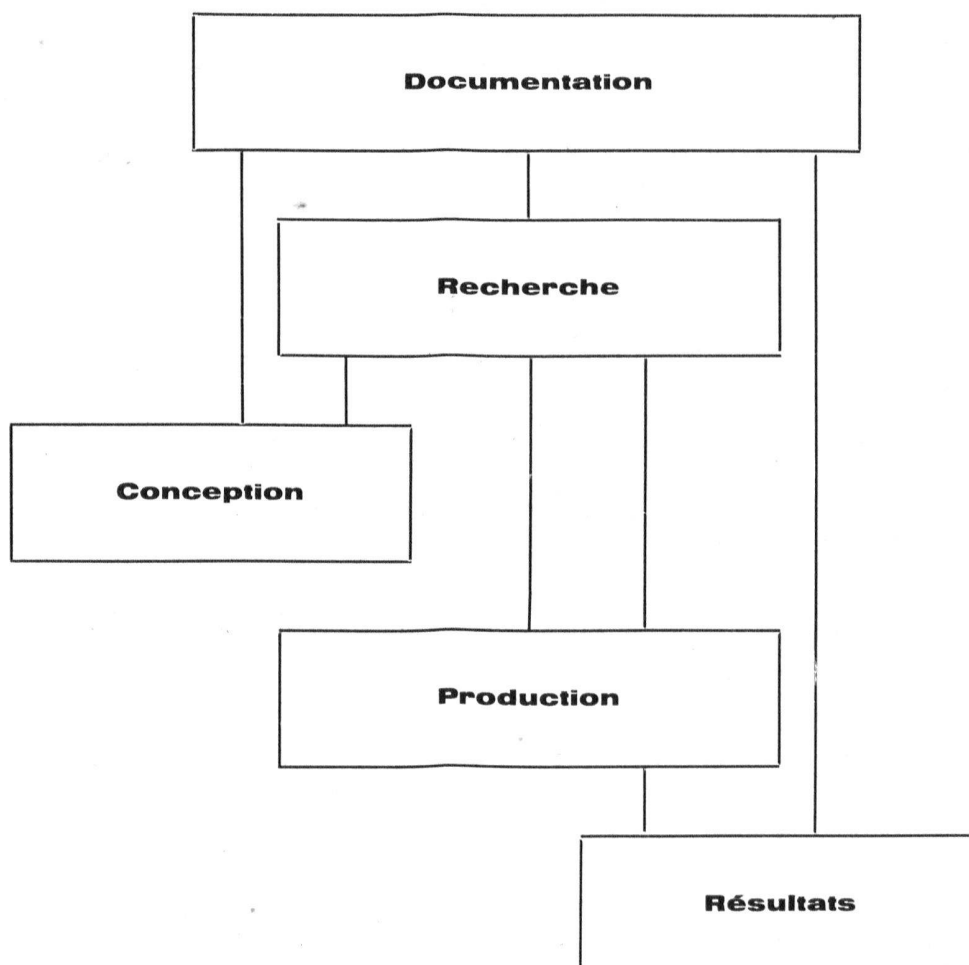 Documentation
Recherche
Conception
Production
Résultats